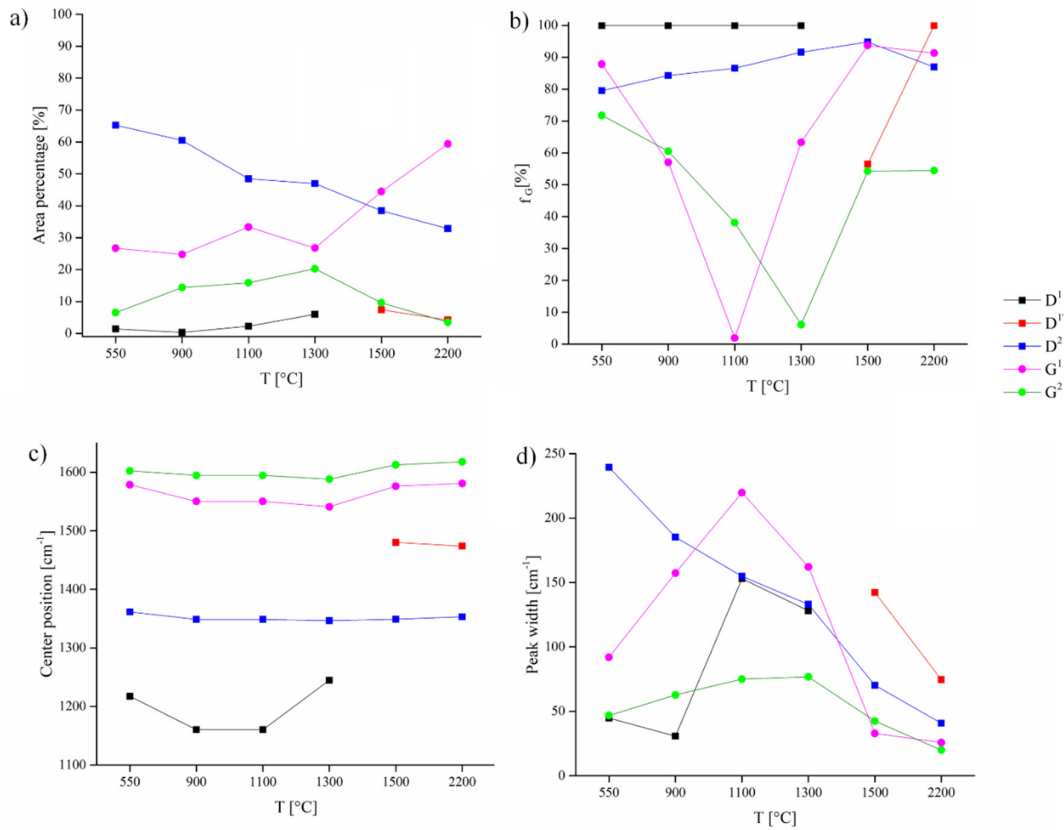 a)
100
90
80
70
60
50
40
30
20
10
0
Area percentage [%]
550 900 1100 1300 1500 2200
T [°C]
b)
100
90
80
70
60
50
40
30
20
10
0
f_G[%]
550 900 1100 1300 1500 2200
T [°C]
D¹
D¹'
D²
G¹
G²
c)
1600
1500
1400
1300
1200
1100
Center position [cm⁻¹]
550 900 1100 1300 1500 2200
T [°C]
d)
250
200
150
100
50
0
Peak width [cm⁻¹]
550 900 1100 1300 1500 2200
T [°C]